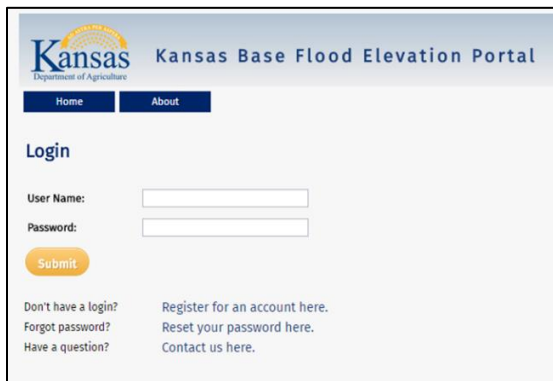 Kansas
Department of Agriculture
Kansas Base Flood Elevation Portal
Home About
Login
User Name:
Password:
Submit
Don't have a login? Register for an account here.
Forgot password? Reset your password here.
Have a question? Contact us here.